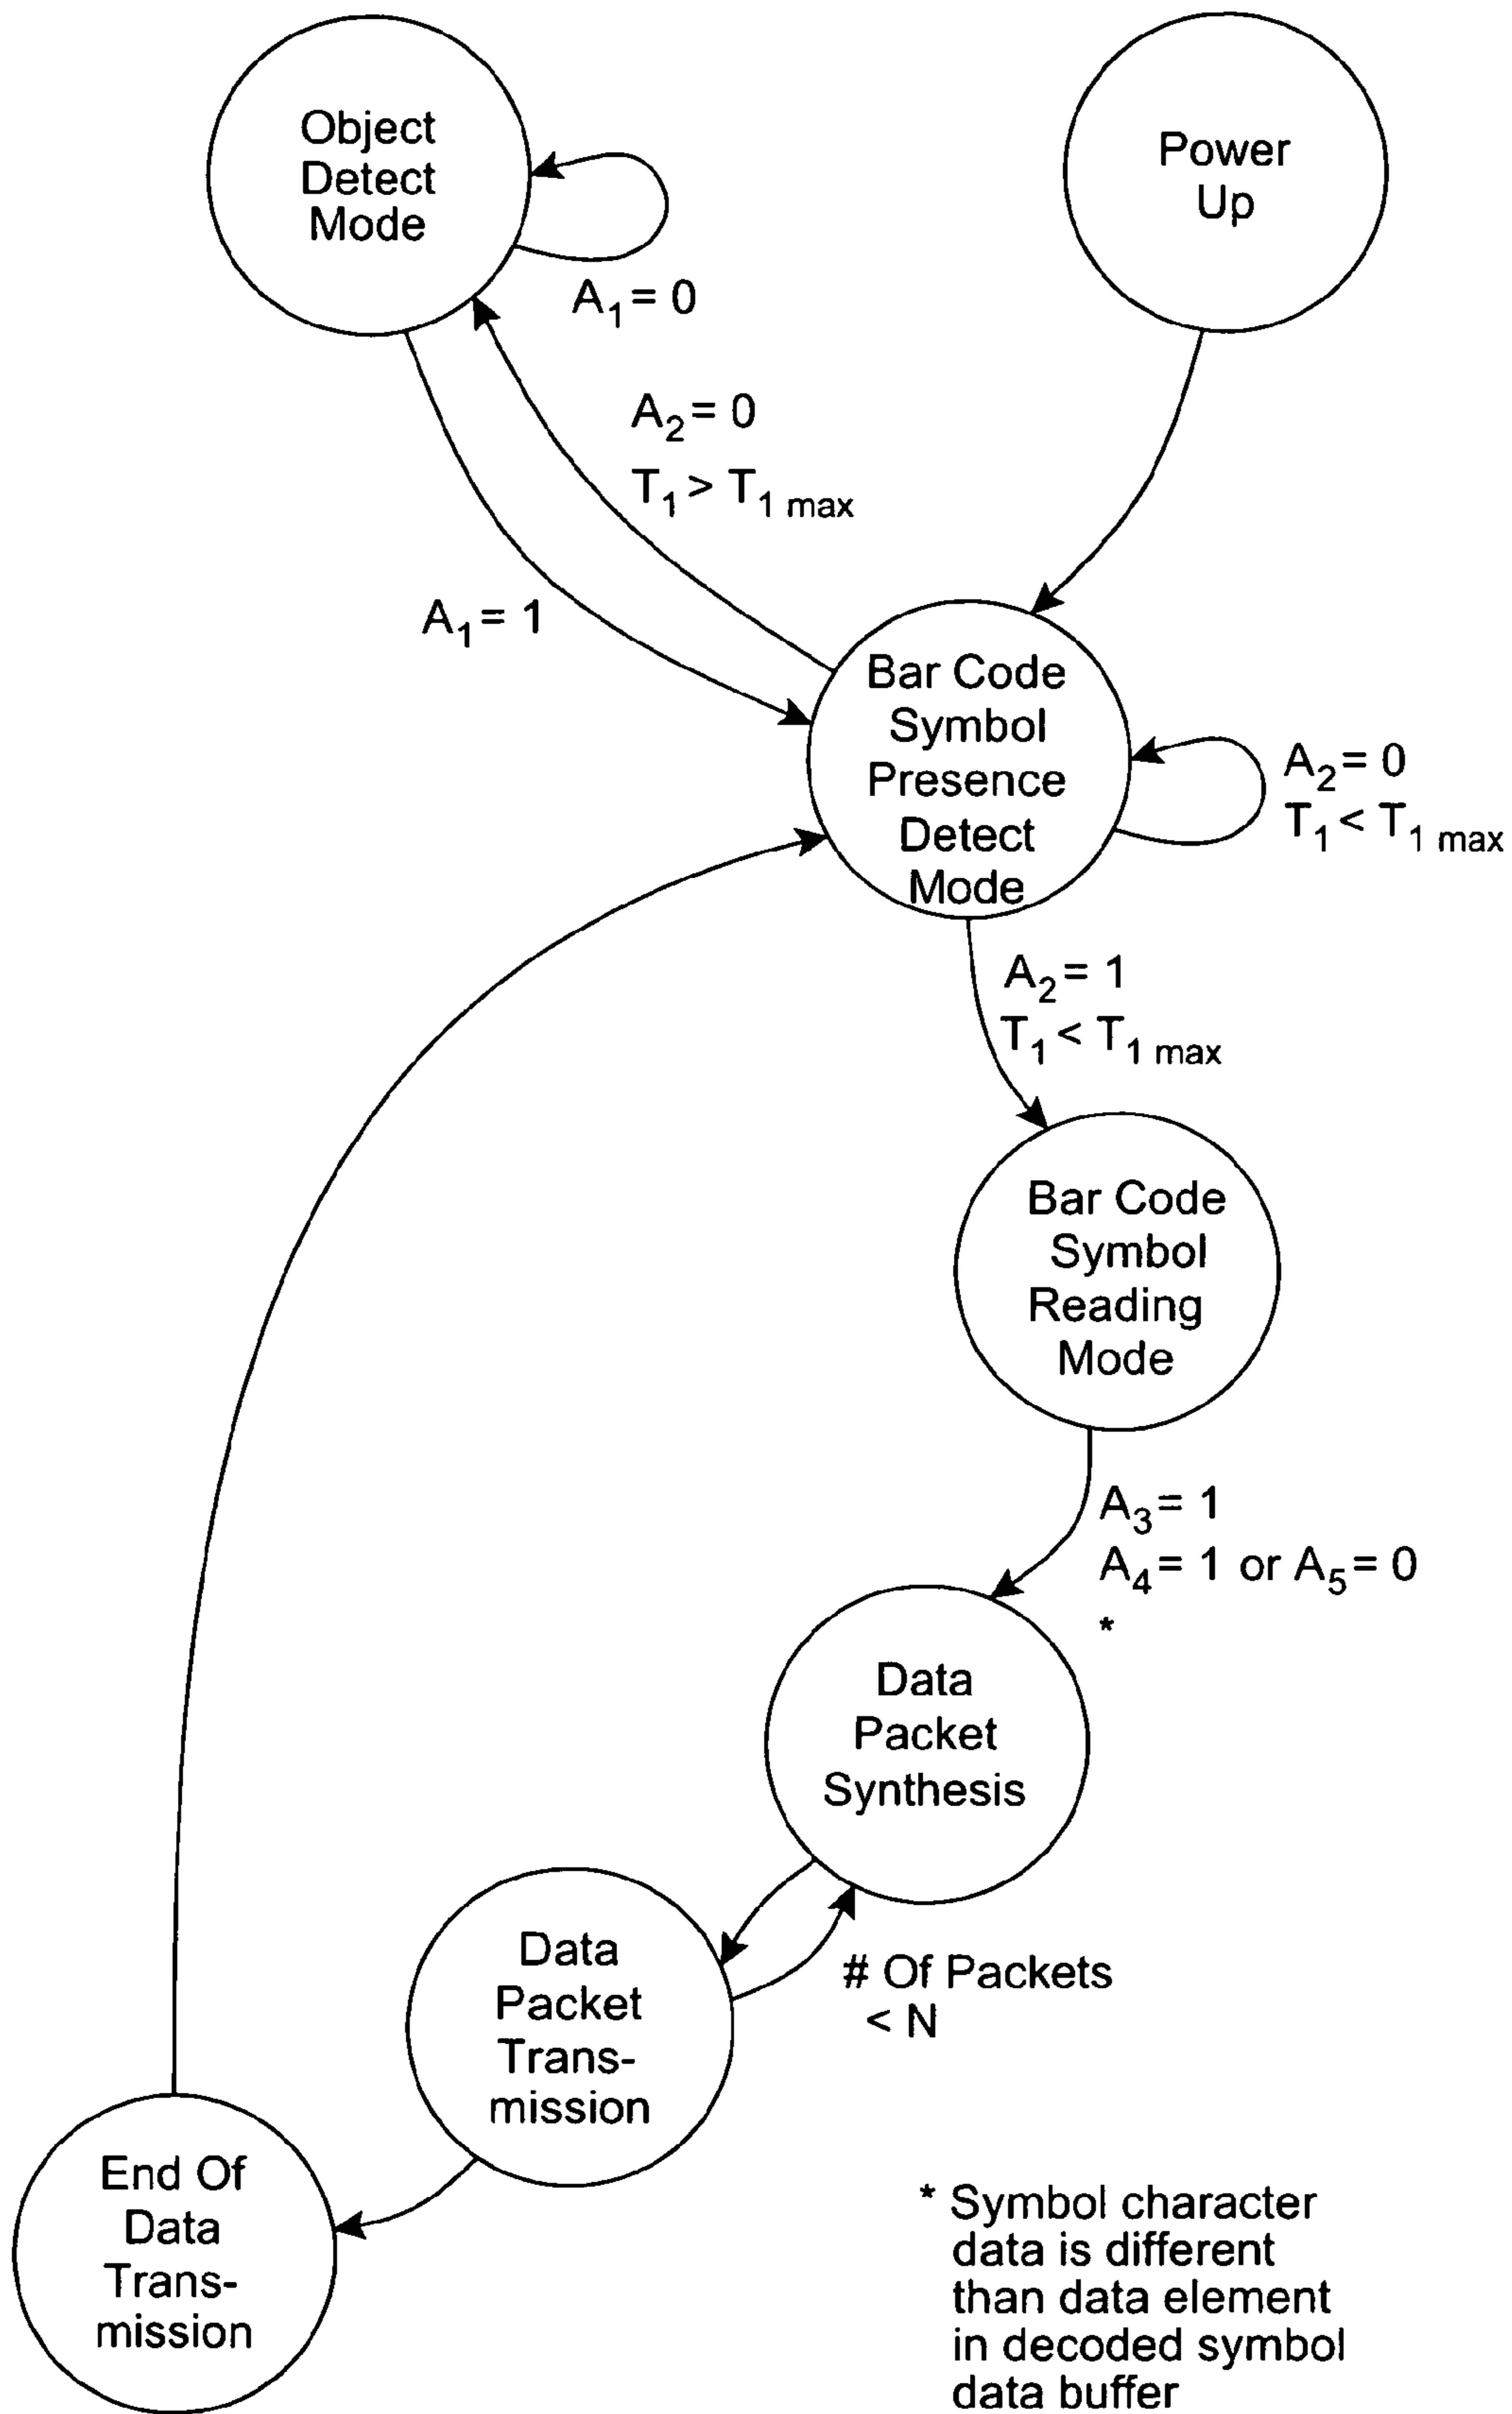 Object
Detect
Mode
Power
Up
A₁ = 0
A₂ = 0
T₁ > T₁ max
A₁ = 1
Bar Code
Symbol
Presence
Detect
Mode
A₂ = 0
T₁ < T₁ max
A₂ = 1
T₁ < T₁ max
Bar Code
Symbol
Reading
Mode
A₃ = 1
A₄ = 1 or A₅ = 0
*
Data
Packet
Synthesis
# Of Packets
< N
Data
Packet
Trans-
mission
End Of
Data
Trans-
mission
* Symbol character
data is different
than data element
in decoded symbol
data buffer